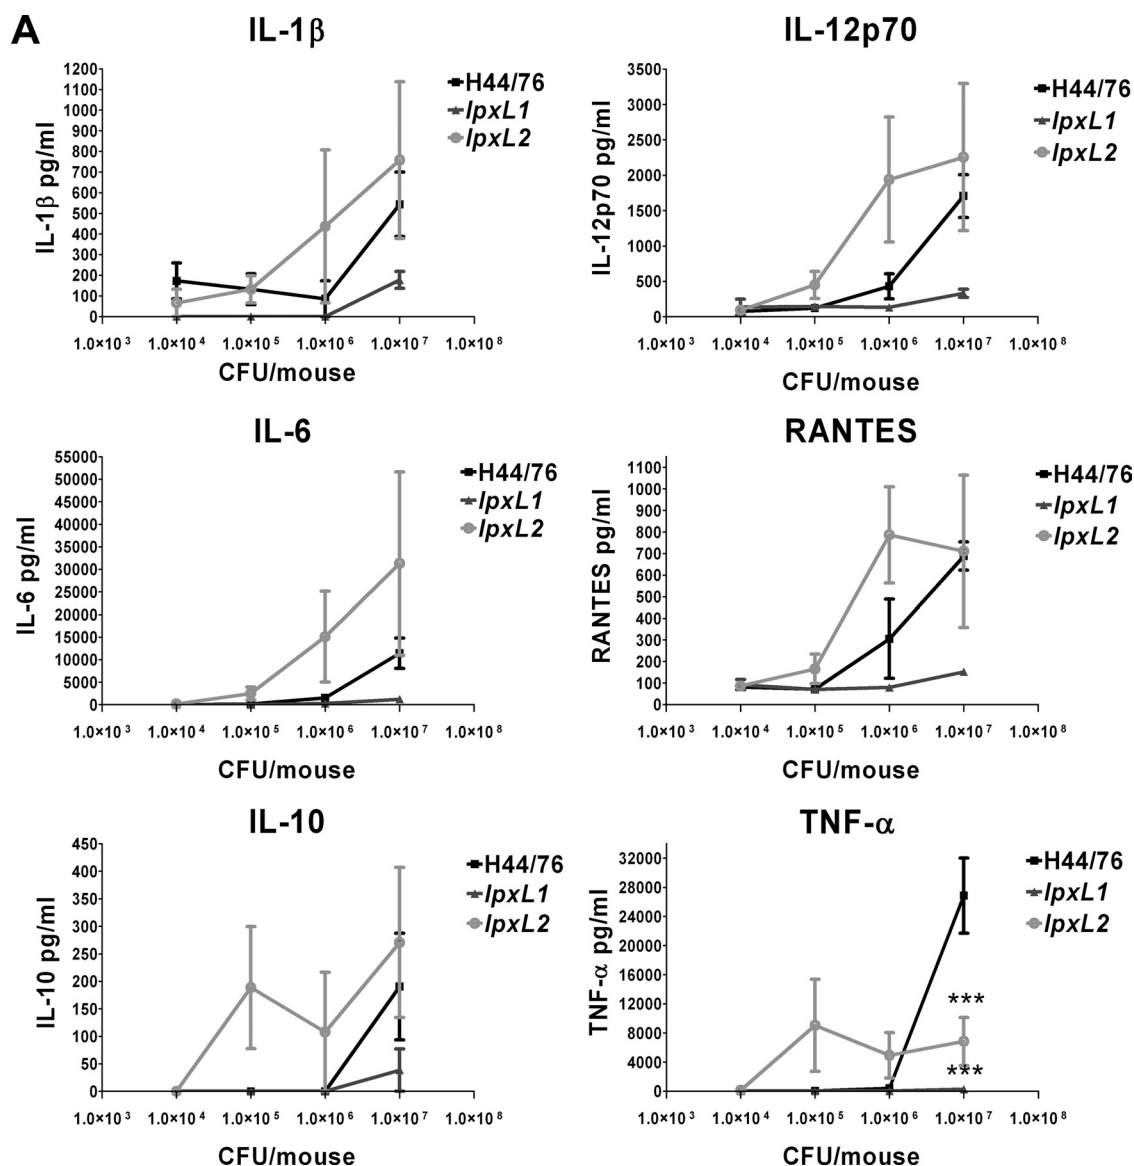 A
IL-1β
IL-1β pg/ml
1200
1100
1000
900
800
700
600
500
400
300
200
100
0
H44/76
lpxL1
lpxL2
1.0×10³ 1.0×10⁴ 1.0×10⁵ 1.0×10⁶ 1.0×10⁷ 1.0×10⁸
CFU/mouse
IL-12p70
IL-12p70 pg/ml
3500
3000
2500
2000
1500
1000
500
0
H44/76
lpxL1
lpxL2
1.0×10³ 1.0×10⁴ 1.0×10⁵ 1.0×10⁶ 1.0×10⁷ 1.0×10⁸
CFU/mouse
IL-6
IL-6 pg/ml
55000
50000
45000
40000
35000
30000
25000
20000
15000
10000
5000
0
H44/76
lpxL1
lpxL2
1.0×10³ 1.0×10⁴ 1.0×10⁵ 1.0×10⁶ 1.0×10⁷ 1.0×10⁸
CFU/mouse
RANTES
RANTES pg/ml
1100
1000
900
800
700
600
500
400
300
200
100
0
H44/76
lpxL1
lpxL2
1.0×10³ 1.0×10⁴ 1.0×10⁵ 1.0×10⁶ 1.0×10⁷ 1.0×10⁸
CFU/mouse
IL-10
IL-10 pg/ml
450
400
350
300
250
200
150
100
50
0
H44/76
lpxL1
lpxL2
1.0×10³ 1.0×10⁴ 1.0×10⁵ 1.0×10⁶ 1.0×10⁷ 1.0×10⁸
CFU/mouse
TNF-α
TNF-α pg/ml
32000
28000
24000
20000
16000
12000
8000
4000
0
H44/76
lpxL1
lpxL2
***
***
1.0×10³ 1.0×10⁴ 1.0×10⁵ 1.0×10⁶ 1.0×10⁷ 1.0×10⁸
CFU/mouse